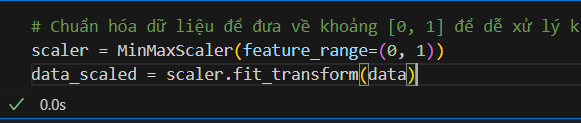 # Chuẩn hóa dữ liệu để đưa về khoảng [0, 1] để dễ xử lý k
scaler = MinMaxScaler(feature_range=(0, 1))
data_scaled = scaler.fit_transform(data)
0.0s